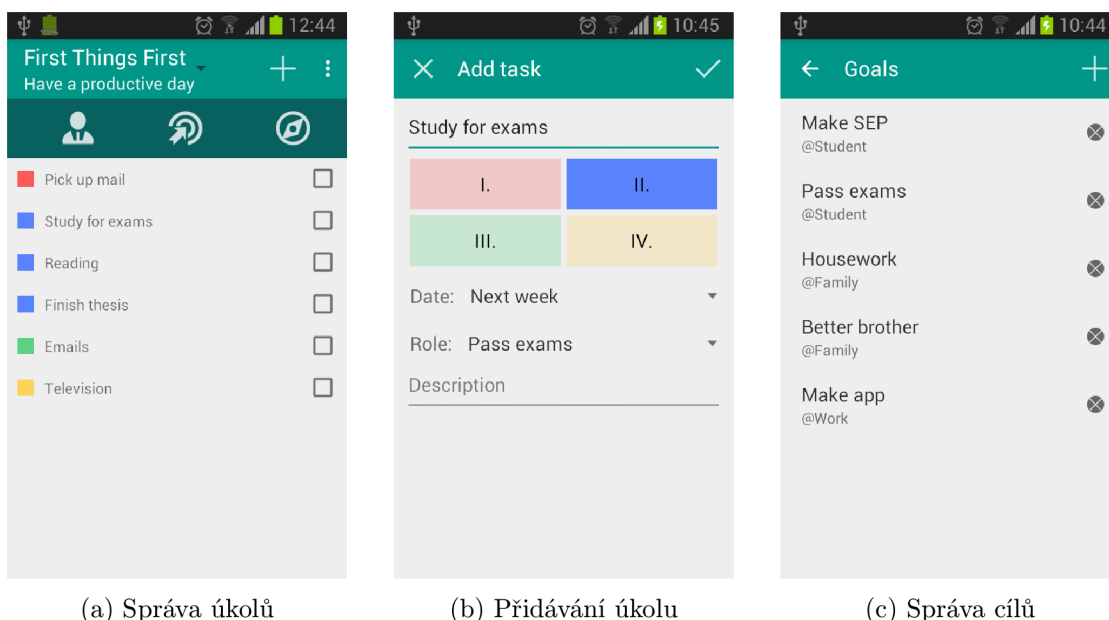 12:44
First Things First
Have a productive day
Pick up mail
Study for exams
Reading
Finish thesis
Emails
Television
(a) Správa úkolů
10:45
Add task
Study for exams
I.
II.
III.
IV.
Date: Next week
Role: Pass exams
Description
(b) Přidávání úkolu
10:44
Goals
Make SEP
@Student
Pass exams
@Student
Housework
@Family
Better brother
@Family
Make app
@Work
(c) Správa cílů